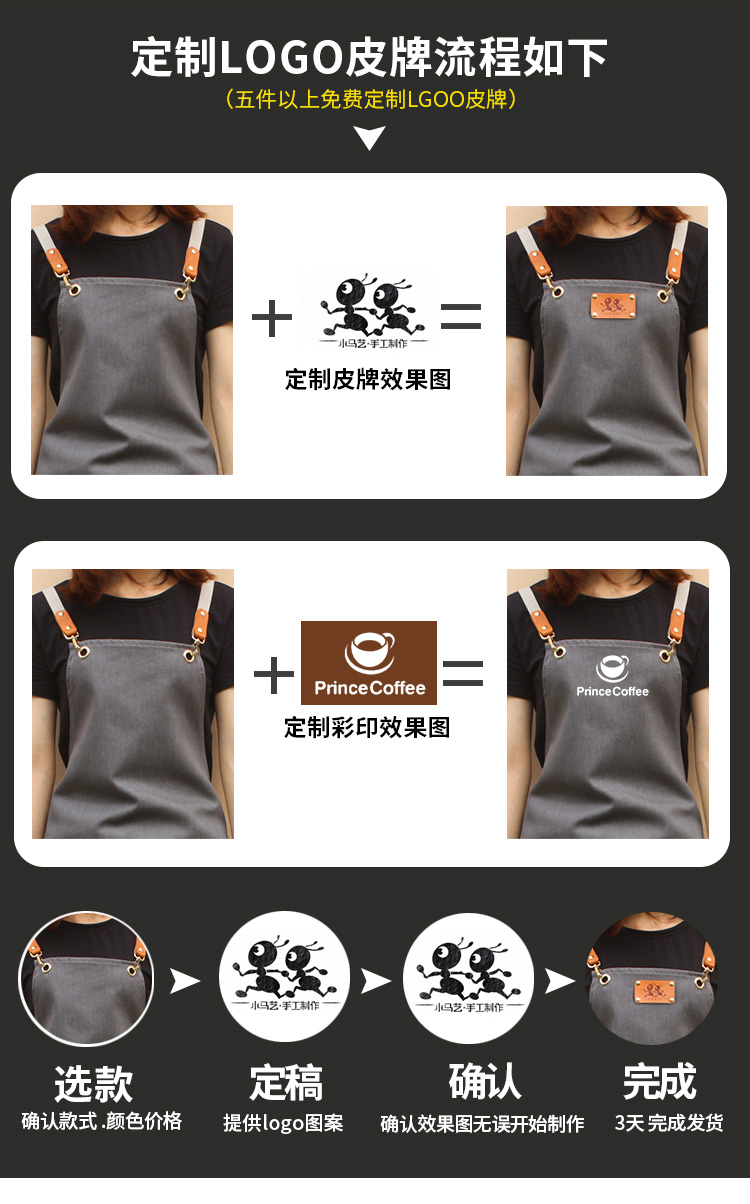 定制LOGO皮牌流程如下
（五件以上免费定制LGOO皮牌）
小马艺·手工制作
定制皮牌效果图
PrinceCoffee
定制彩印效果图
PrinceCoffee
小马艺·手工制作
小马艺·手工制作
选款
定稿
确认
完成
确认款式.颜色价格
提供logo图案
确认效果图无误开始制作
3天完成发货